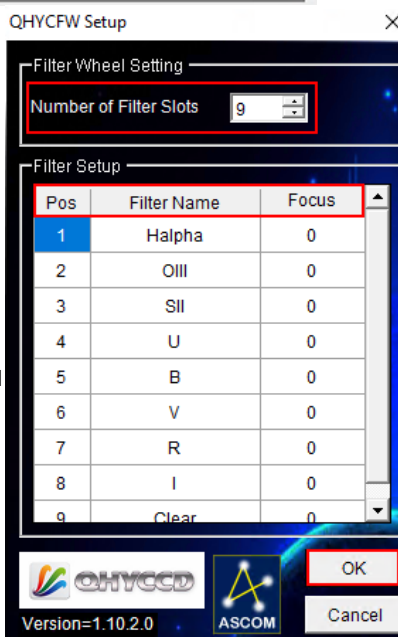 QHYCFW Setup
Filter Wheel Setting
Number of Filter Slots 9
Filter Setup
Pos Filter Name Focus
1 Halpha 0
2 OIII 0
3 SII 0
4 U 0
5 B 0
6 V 0
7 R 0
8 I 0
9 Clear 0
QHYCCD
ASCOM
OK
Version=1.10.2.0
Cancel